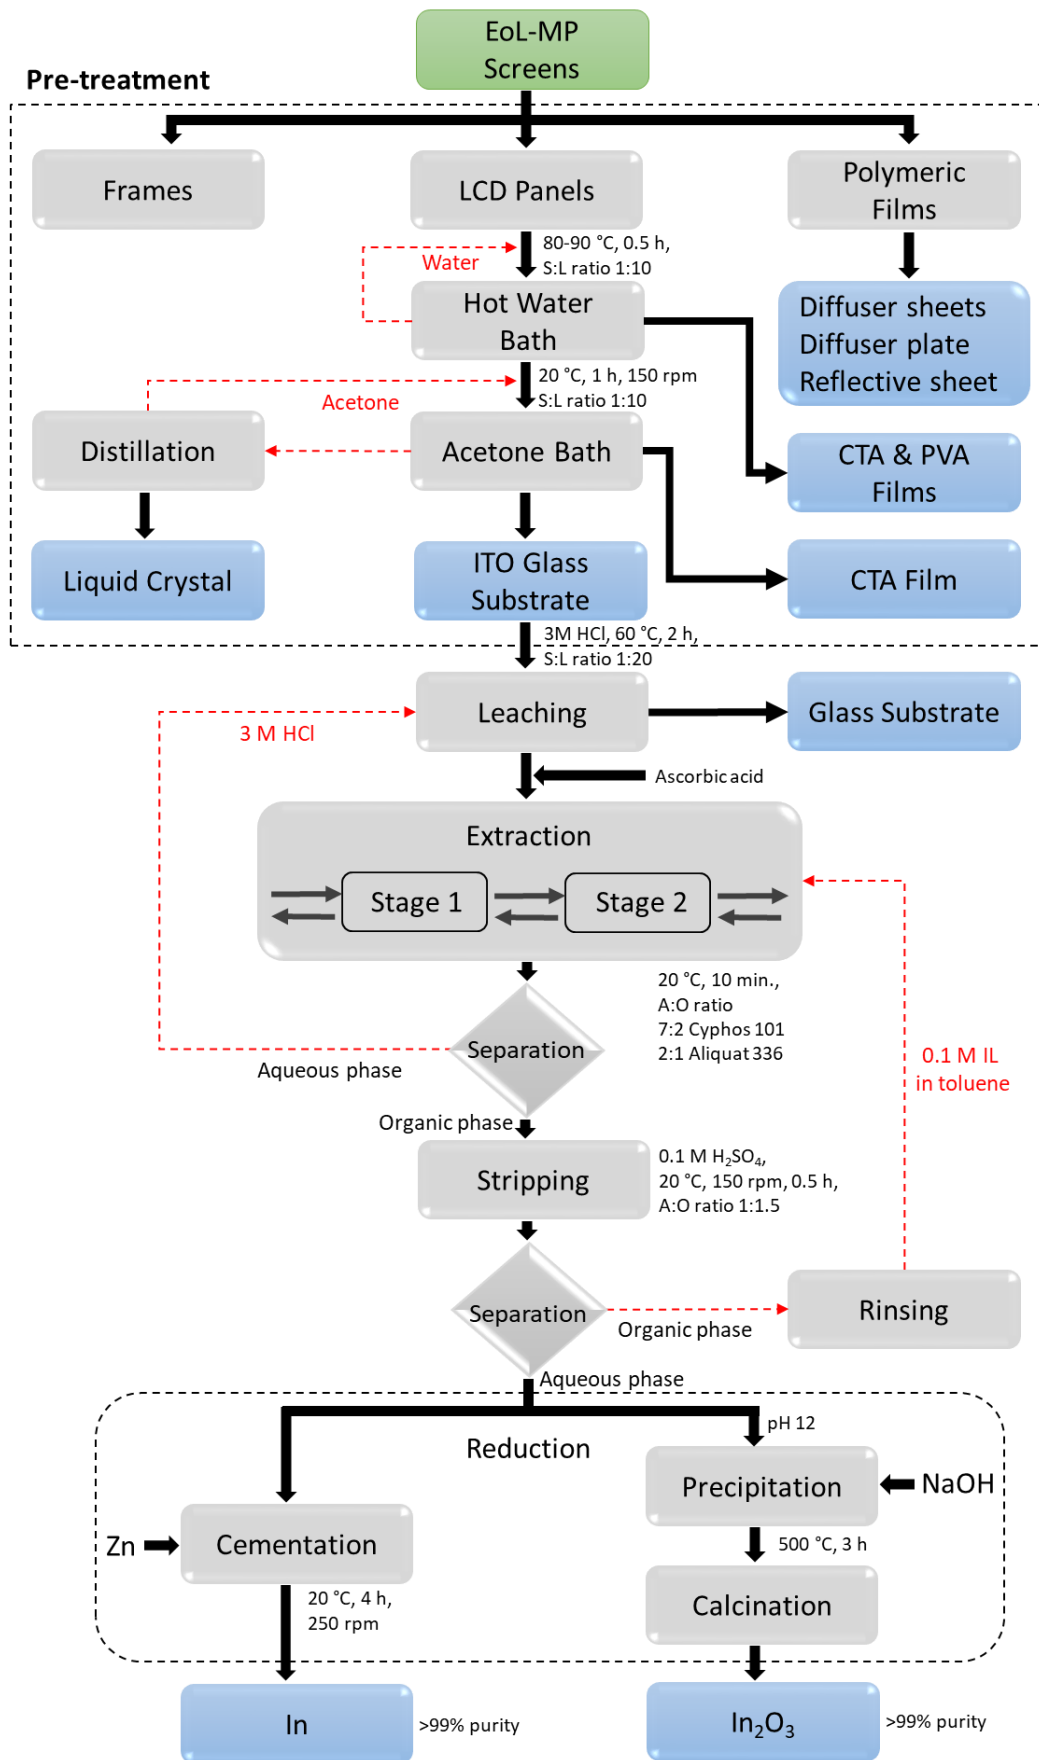 EoL-MP
Screens
Pre-treatment
Frames
LCD Panels
Polymeric
Films
80-90 °C, 0.5 h,
S:L ratio 1:10
Water
Hot Water
Bath
Diffuser sheets
Diffuser plate
Reflective sheet
20 °C, 1 h, 150 rpm
S:L ratio 1:10
Acetone
Distillation
Acetone Bath
CTA & PVA
Films
Liquid Crystal
ITO Glass
Substrate
CTA Film
3M HCl, 60 °C, 2 h,
S:L ratio 1:20
Leaching
Glass Substrate
3 M HCl
Ascorbic acid
Extraction
Stage 1
Stage 2
20 °C, 10 min.,
A:O ratio
7:2 Cyphos 101
2:1 Aliquat 336
Separation
Aqueous phase
0.1 M IL
in toluene
Organic phase
Stripping
0.1 M H₂SO₄,
20 °C, 150 rpm, 0.5 h,
A:O ratio 1:1.5
Separation
Organic phase
Rinsing
Aqueous phase
Reduction
pH 12
Precipitation
NaOH
Zn
Cementation
500 °C, 3 h
20 °C, 4 h,
250 rpm
Calcination
In
>99% purity
In₂O₃
>99% purity